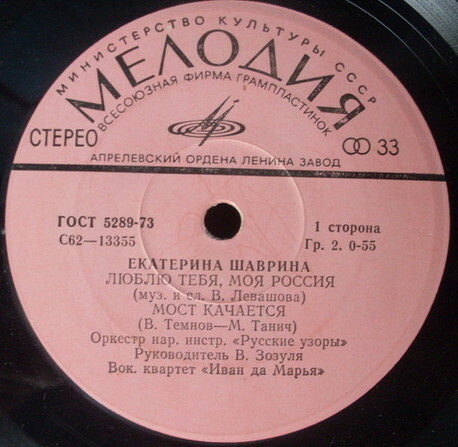 МИНИСТЕРСТВО КУЛЬТУРЫ СССР
МЕЛОДИЯ
ВСЕСОЮЗНАЯ ФИРМА ГРАМПЛАСТИНОК
СТЕРЕО
33
АПРЕЛЕВСКИЙ ОРДЕНА ЛЕНИНА ЗАВОД
ГОСТ 5289-73
1 сторона
С62—13355
Гр. 2. 0-55
ЕКАТЕРИНА ШАВРИНА
ЛЮБЛЮ ТЕБЯ, МОЯ РОССИЯ
(муз. и сл. В. Левашова)
МОСТ КАЧАЕТСЯ
(В. Темнов—М. Танич)
Оркестр нар. инстр. «Русские узоры»
Руководитель В. Зозуля
Вок. квартет «Иван да Марья»